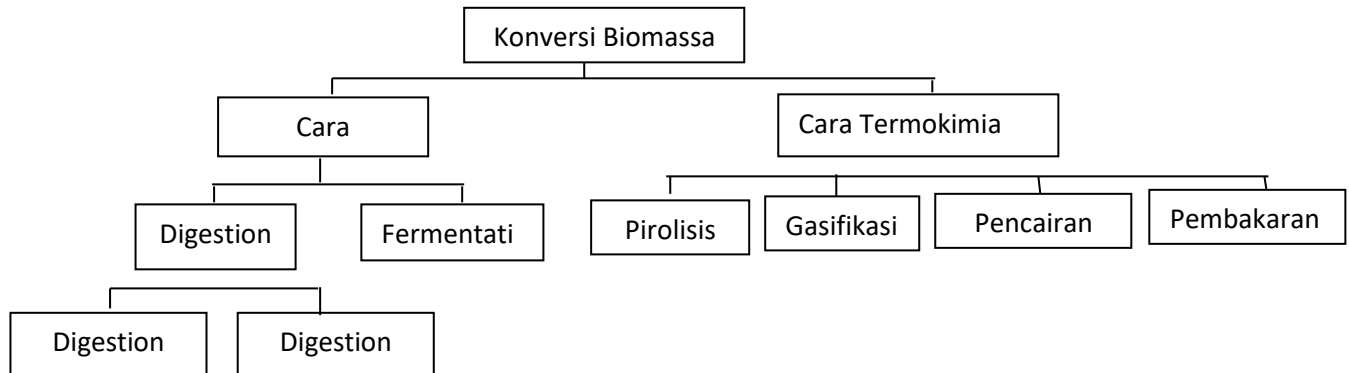 Konversi Biomassa
Cara
Cara Termokimia
Digestion
Fermentati
Pirolisis
Gasifikasi
Pencairan
Pembakaran
Digestion
Digestion